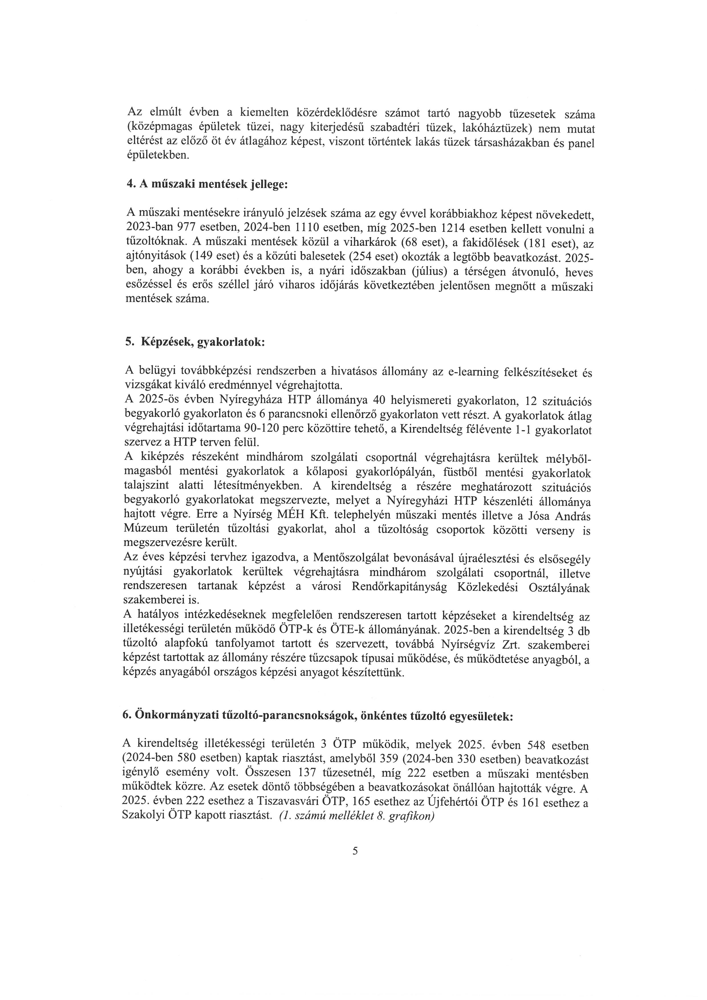 Az elmúlt évben a kiemelten közérdeklődésre számot tartó nagyobb tűzesetek száma
(középmagas épületek tüzei, nagy kiterjedésű szabadtéri tüzek, lakóháztüzek) nem mutat
eltérést az előző öt év átlagához képest, viszont történtek lakás tüzek társasházakban és panel
épületekben.
4. A műszaki mentések jellege:
A műszaki mentésekre irányuló jelzések száma az egy évvel korábbiakhoz képest növekedett,
2023-ban 977 esetben, 2024-ben 1110 esetben, míg 2025-ben 1214 esetben kellett vonulni a
tűzoltóknak. A műszaki mentések közül a viharkárok (68 eset), a fakidőlések (181 eset), az
ajtónyitások (149 eset) és a közúti balesetek (254 eset) okozták a legtöbb beavatkozást. 2025-
ben, ahogy a korábbi években is, a nyári időszakban (július) a térségen átvonuló, heves
esőzéssel és erős széllel járó viharos időjárás következtében jelentősen megnőtt a műszaki
mentések száma.
5. Képzések, gyakorlatok:
A belügyi továbbképzési rendszerben a hivatásos állomány az e-learning felkészítéseket és
vizsgákat kiváló eredménnyel végrehajtotta.
A 2025-ös évben Nyíregyháza HTP állománya 40 helyismereti gyakorlaton, 12 szituációs
begyakorló gyakorlaton és 6 parancsnoki ellenőrző gyakorlaton vett részt. A gyakorlatok átlag
végrehajtási időtartama 90-120 perc közöttire tehető, a Kirendeltség félévente 1-1 gyakorlatot
szervez a HTP terven felül.
A kiképzés részeként mindhárom szolgálati csoportnál végrehajtásra kerültek mélyből-
magasból mentési gyakorlatok a kőlaposi gyakorlópályán, füstből mentési gyakorlatok
talajszint alatti létesítményekben. A kirendeltség a részére meghatározott szituációs
begyakorló gyakorlatokat megszervezte, melyet a Nyíregyházi HTP készenléti állománya
hajtott végre. Erre a Nyírség MÉH Kft. telephelyén műszaki mentés illetve a Jósa András
Múzeum területén tűzoltási gyakorlat, ahol a tűzoltóság csoportok közötti verseny is
megszervezésre került.
Az éves képzési tervhez igazodva, a Mentőszolgálat bevonásával újraélesztési és elsősegély
nyújtási gyakorlatok kerültek végrehajtásra mindhárom szolgálati csoportnál, illetve
rendszeresen tartanak képzést a városi Rendőrkapitányság Közlekedési Osztályának
szakemberei is.
A hatályos intézkedéseknek megfelelően rendszeresen tartott képzéseket a kirendeltség az
illetékességi területén működő ÖTP-k és ÖTE-k állományának. 2025-ben a kirendeltség 3 db
tűzoltó alapfokú tanfolyamot tartott és szervezett, továbbá Nyírségvíz Zrt. szakemberei
képzést tartottak az állomány részére tűzcsapok típusai működése, és működtetése anyagból, a
képzés anyagából országos képzési anyagot készítettünk.
6. Önkormányzati tűzoltó-parancsnokságok, önkéntes tűzoltó egyesületek:
A kirendeltség illetékességi területén 3 ÖTP működik, melyek 2025. évben 548 esetben
(2024-ben 580 esetben) kaptak riasztást, amelyből 359 (2024-ben 330 esetben) beavatkozást
igénylő esemény volt. Összesen 137 tűzesetnél, míg 222 esetben a műszaki mentésben
működtek közre. Az esetek döntő többségében a beavatkozásokat önállóan hajtották végre. A
2025. évben 222 esethez a Tiszavasvári ÖTP, 165 esethez az Újfehértói ÖTP és 161 esethez a
Szakolyi ÖTP kapott riasztást. (1. számú melléklet 8. grafikon)
5